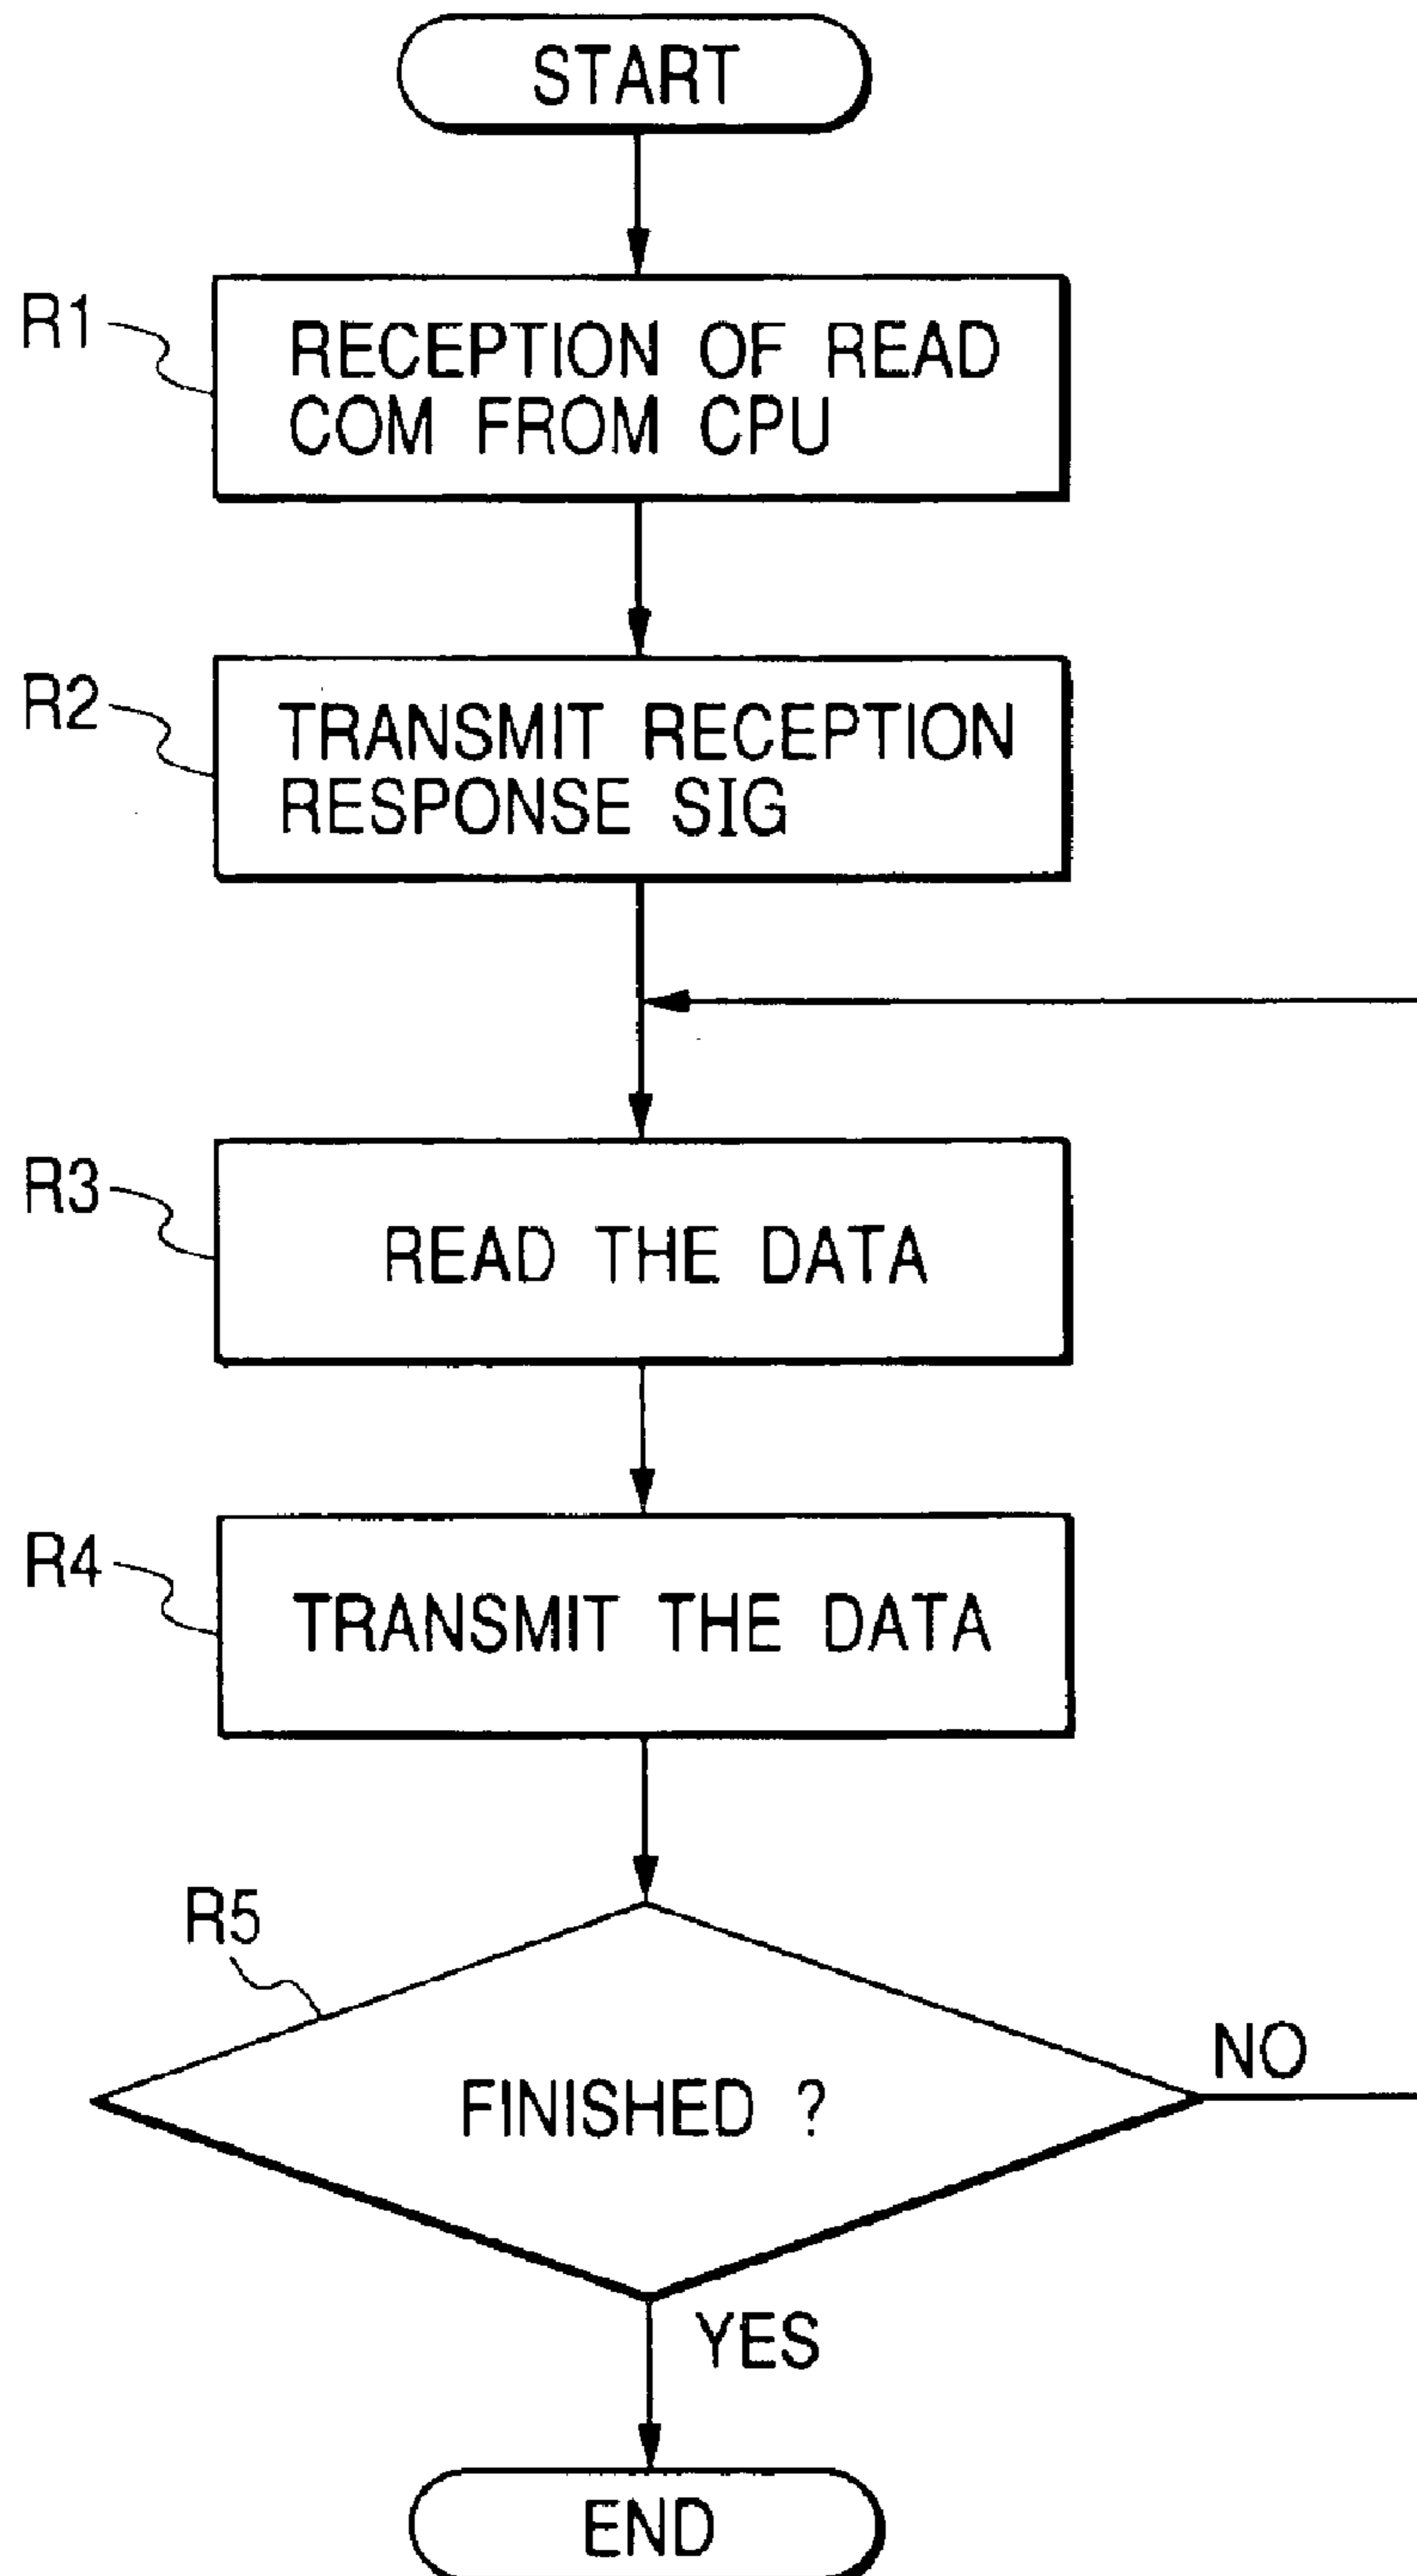 START
R1
RECEPTION OF READ
COM FROM CPU
R2
TRANSMIT RECEPTION
RESPONSE SIG
R3
READ THE DATA
R4
TRANSMIT THE DATA
R5
FINISHED ?
NO
YES
END